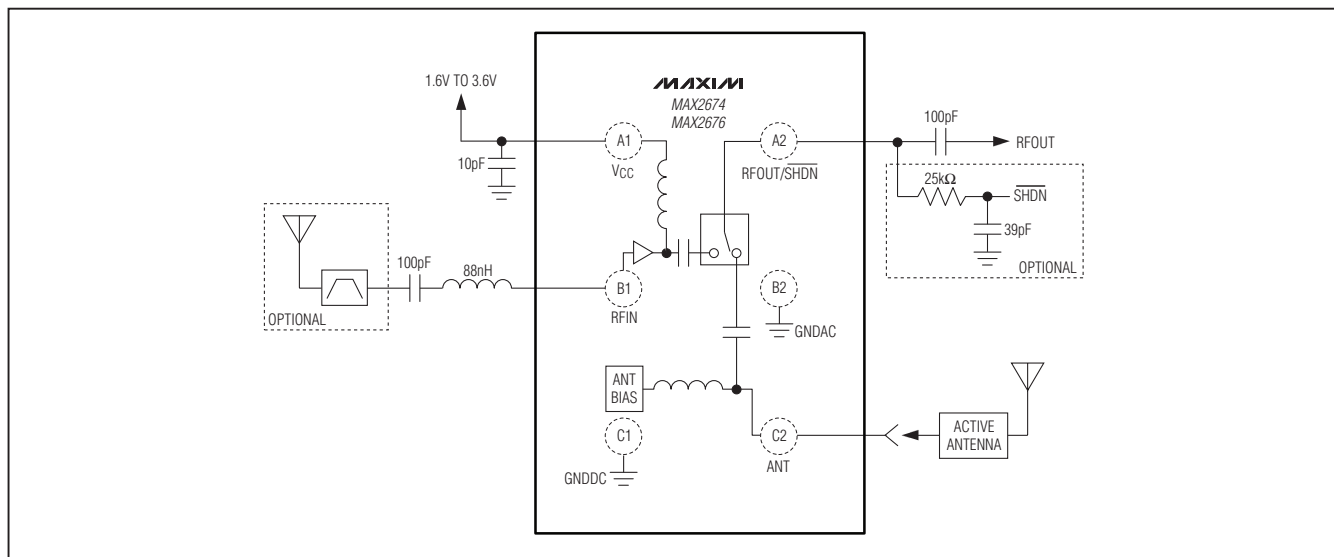 1.6V TO 3.6V
MAXIM
MAX2674
MAX2676
100pF
A1
A2
RFOUT
10pF
VCC
RFOUT/SHDN
25kΩ
SHDN
39pF
OPTIONAL
100pF
88nH
B1
B2
OPTIONAL
RFIN
GNDAC
ANT
BIAS
C1
C2
ACTIVE
ANTENNA
GNDDC
ANT